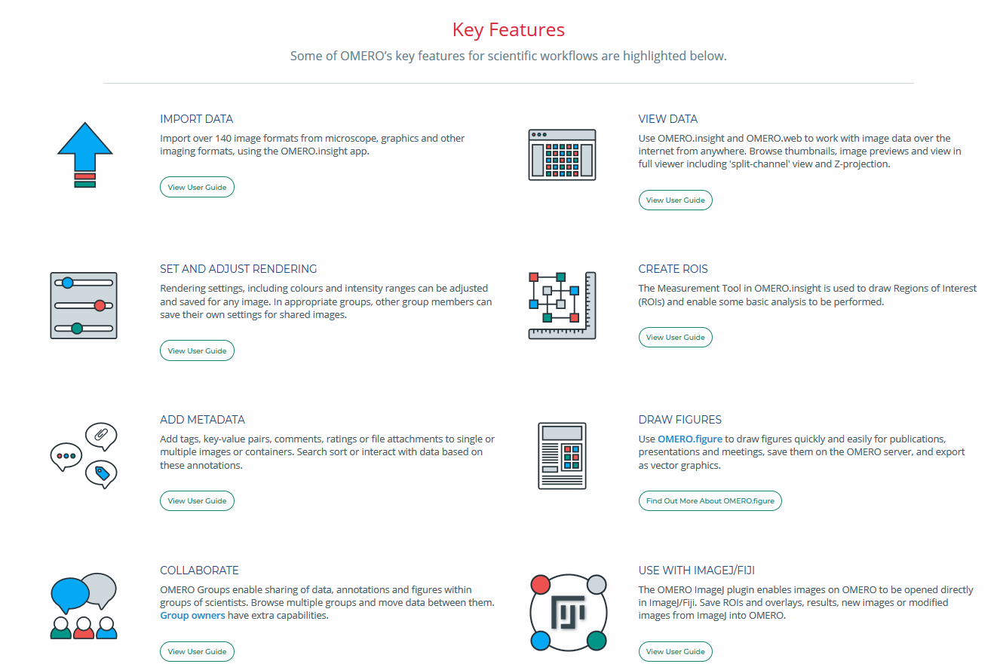 Key Features
Some of OMERO's key features for scientific workflows are highlighted below.
IMPORT DATA
Import over 140 image formats from microscope, graphics and other
imaging formats, using the OMERO.insight app.
View User Guide
VIEW DATA
Use OMERO.insight and OMERO.web to work with image data over the
internet from anywhere. Browse thumbnails, image previews and view in
full viewer including 'split-channel' view and Z-projection.
View User Guide
SET AND ADJUST RENDERING
Rendering settings, including colours and intensity ranges can be adjusted
and saved for any image. In appropriate groups, other group members can
save their own settings for shared images.
View User Guide
CREATE ROIS
The Measurement Tool in OMERO.insight is used to draw Regions of Interest
(ROIs) and enable some basic analysis to be performed.
View User Guide
ADD METADATA
Add tags, key-value pairs, comments, ratings or file attachments to single or
multiple images or containers. Search sort or interact with data based on
these annotations.
View User Guide
DRAW FIGURES
Use OMERO.figure to draw figures quickly and easily for publications,
presentations and meetings, save them on the OMERO server, and export
as vector graphics.
Find Out More About OMERO.figure
COLLABORATE
OMERO Groups enable sharing of data, annotations and figures within
groups of scientists. Browse multiple groups and move data between them.
Group owners have extra capabilities.
View User Guide
USE WITH IMAGEJ/FIJI
The OMERO ImageJ plugin enables images on OMERO to be opened directly
in ImageJ/Fiji. Save ROIs and overlays, results, new images or modified
images from ImageJ into OMERO.
View User Guide